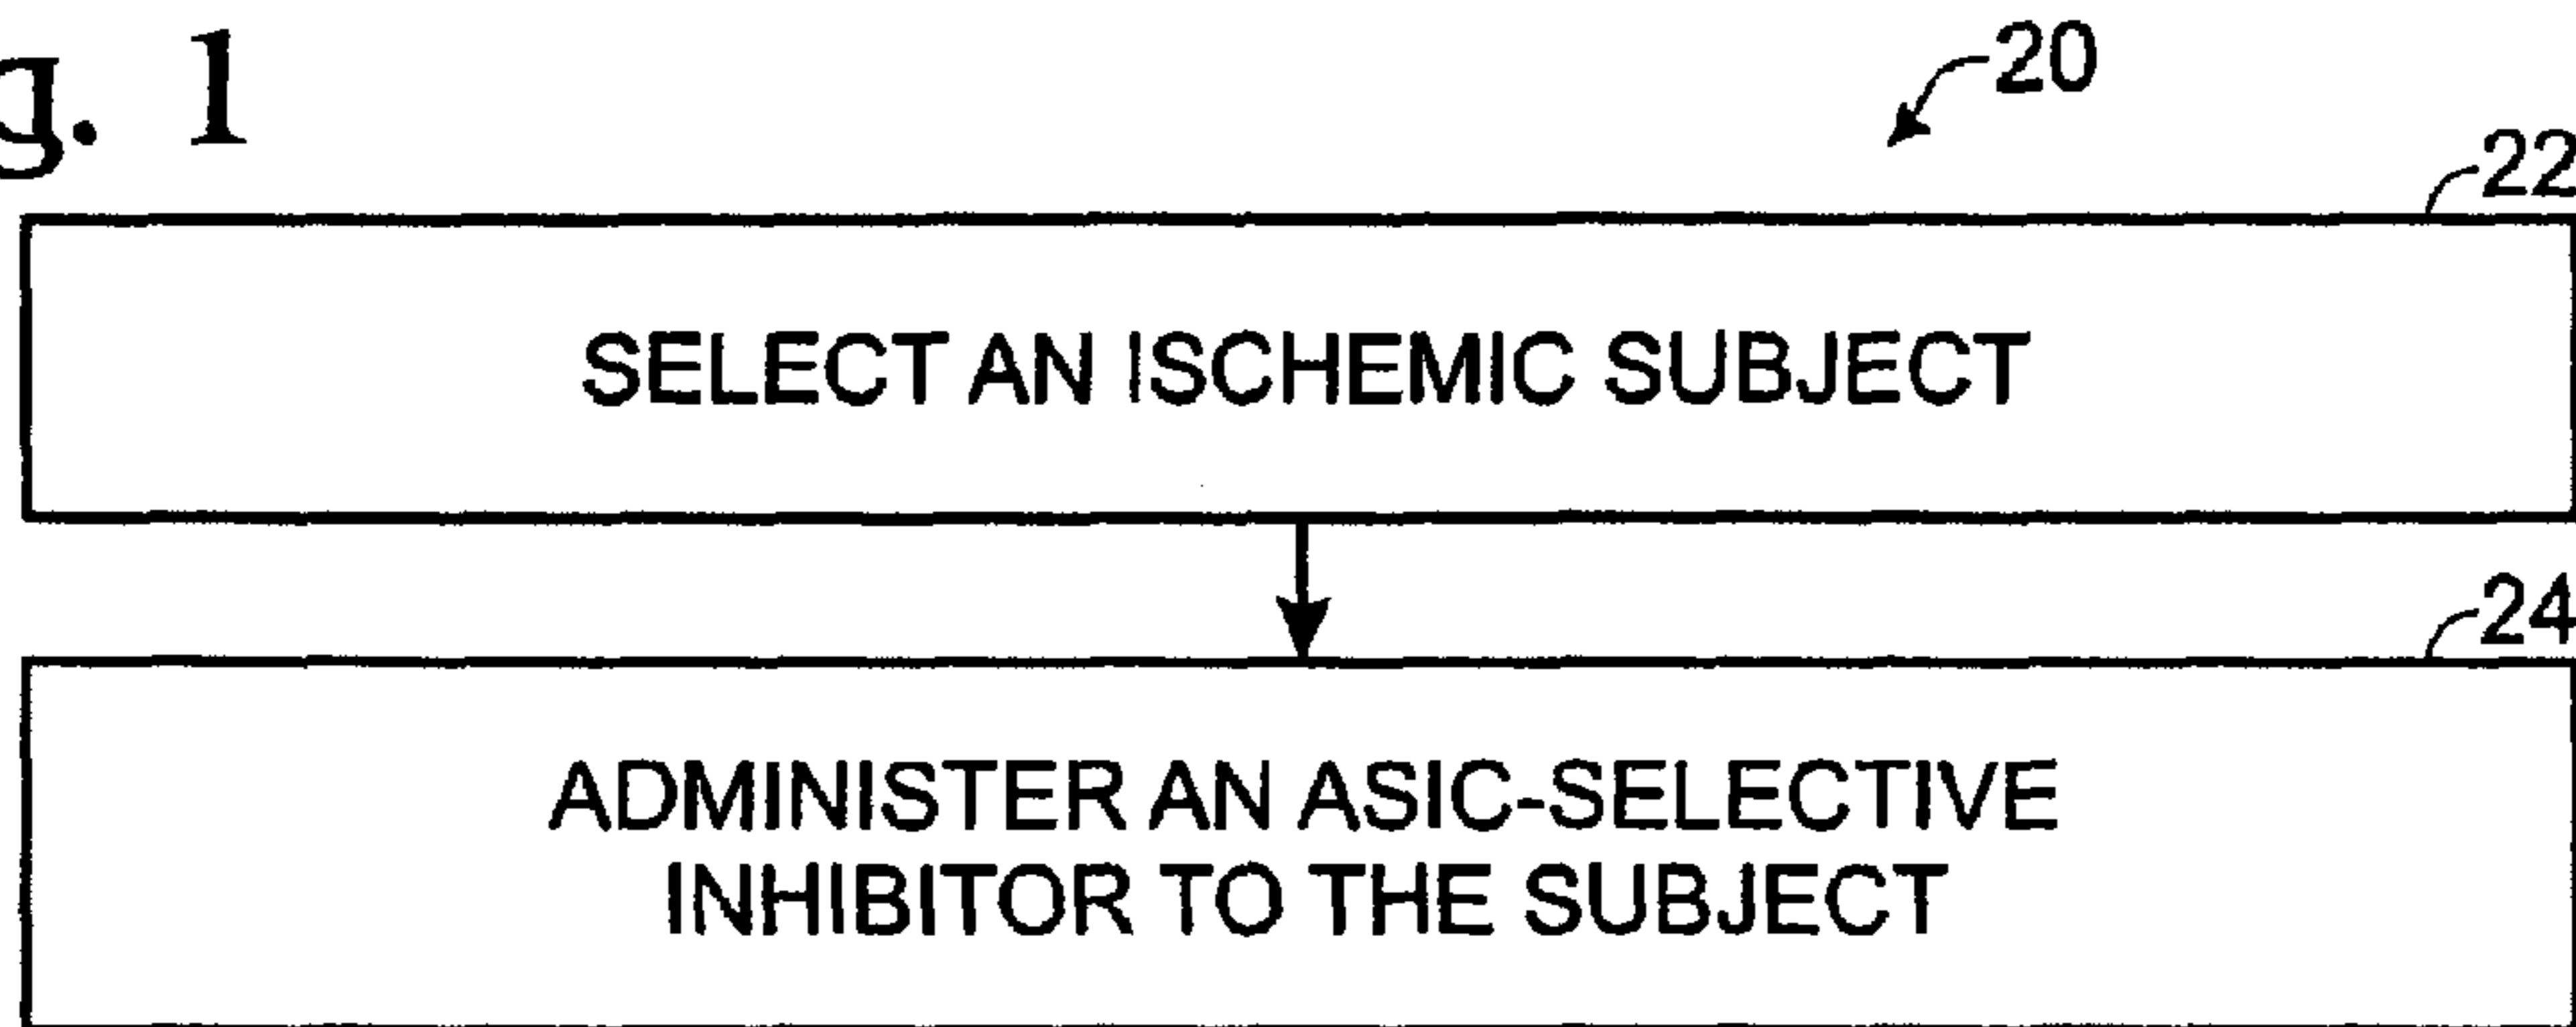 g. 1
20
22
SELECT AN ISCHEMIC SUBJECT
24
ADMINISTER AN ASIC-SELECTIVE
INHIBITOR TO THE SUBJECT